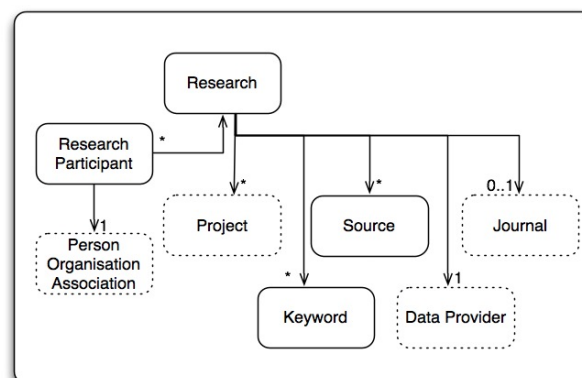 Research
Research
Participant
*
*
*
0..1
1
Project
Source
Journal
Person
Organisation
Association
*
1
Keyword
Data Provider